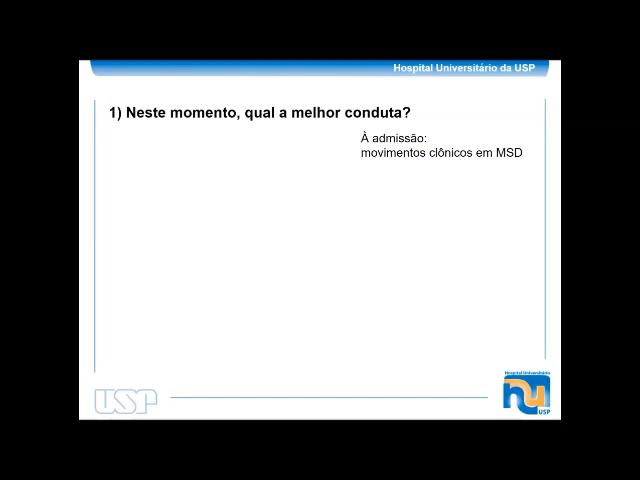 Hospital Universitário da USP
1) Neste momento, qual a melhor conduta?
À admissão:
movimentos clônicos em MSD
USP
Hospital Universitário
hu
USP